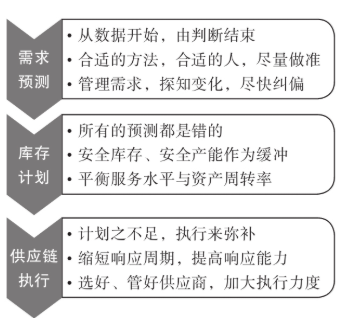 需求
预测
• 从数据开始，由判断结束
• 合适的方法，合适的人，尽量做准
• 管理需求，探知变化，尽快纠偏
库存
计划
• 所有的预测都是错的
• 安全库存、安全产能作为缓冲
• 平衡服务水平与资产周转率
供应链
执行
• 计划之不足，执行来弥补
• 缩短响应周期，提高响应能力
• 选好、管好供应商，加大执行力度